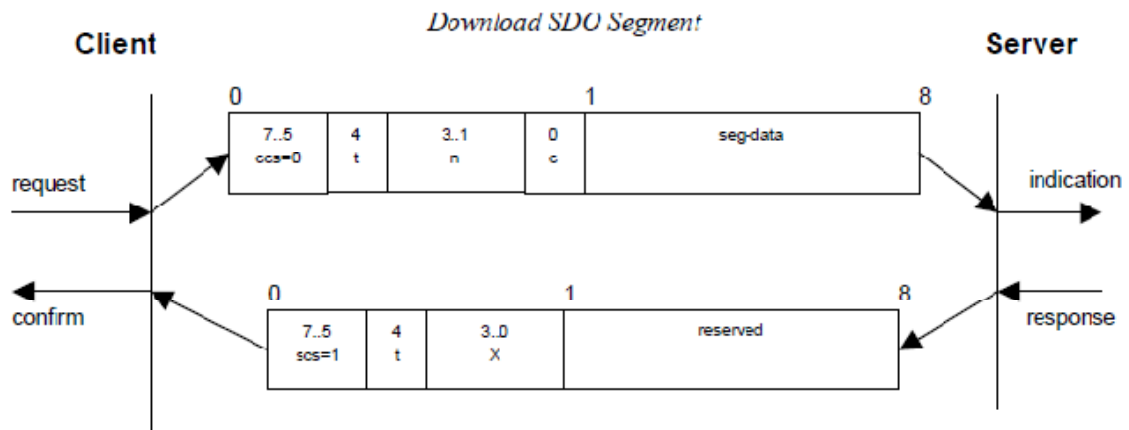 Download SDO Segment
Client
Server
0 1 8
7..5 4 3..1 0 seg-data
ccs=0 t n c
request
indication
0 1 8
confirm
response
7..5 4 3..0 reserved
scs=1 t X